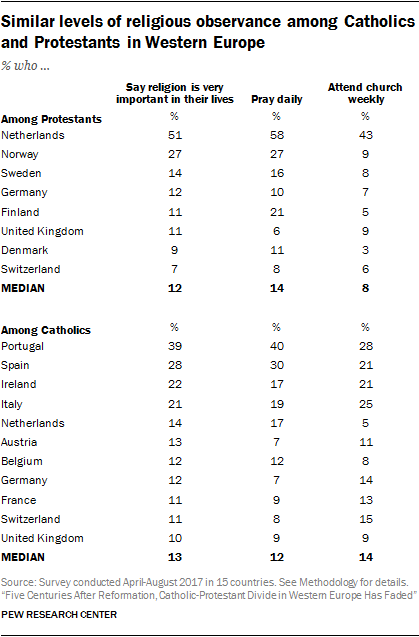 Similar levels of religious observance among Catholics
and Protestants in Western Europe
% who ...
Say religion is very important in their lives Pray daily Attend church weekly
Among Protestants % % %
Netherlands 51 58 43
Norway 27 27 9
Sweden 14 16 8
Germany 12 10 7
Finland 11 21 5
United Kingdom 11 6 9
Denmark 9 11 3
Switzerland 7 8 6
MEDIAN 12 14 8
Among Catholics % % %
Portugal 39 40 28
Spain 28 30 21
Ireland 22 17 21
Italy 21 19 25
Netherlands 14 17 5
Austria 13 7 11
Belgium 12 12 8
Germany 12 7 14
France 11 9 13
Switzerland 11 8 15
United Kingdom 10 9 9
MEDIAN 13 12 14
Source: Survey conducted April-August 2017 in 15 countries. See Methodology for details.
“Five Centuries After Reformation, Catholic-Protestant Divide in Western Europe Has Faded”
PEW RESEARCH CENTER